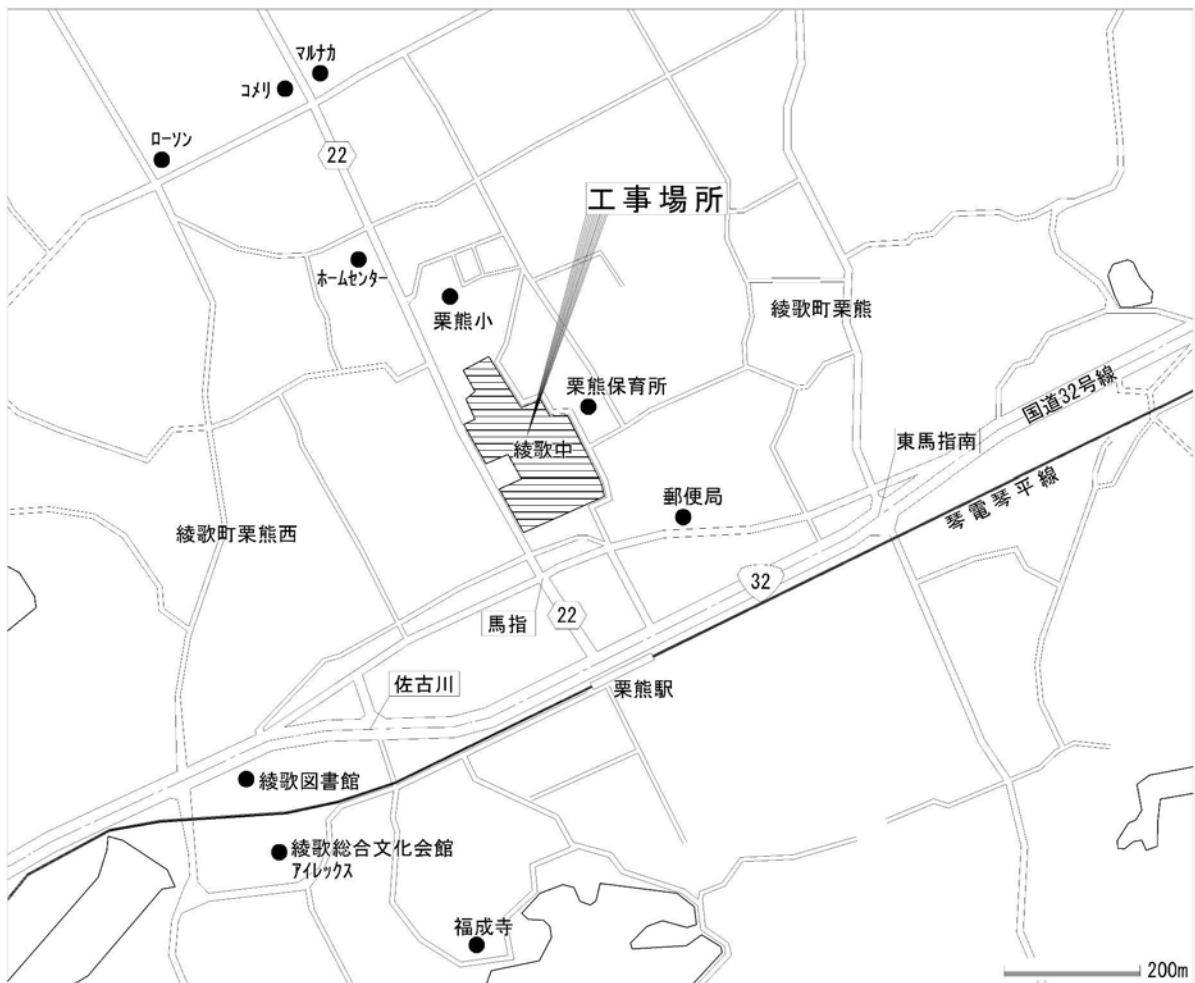 マルナカ
コメリ
ローソン
22
工事場所
ホームセンター
栗熊小
綾歌町栗熊
栗熊保育所
国道32号線
東馬指南
綾歌中
琴電琴平線
郵便局
綾歌町栗熊西
32
22
馬指
佐古川
栗熊駅
綾歌図書館
綾歌総合文化会館
アイレックス
福成寺
200m